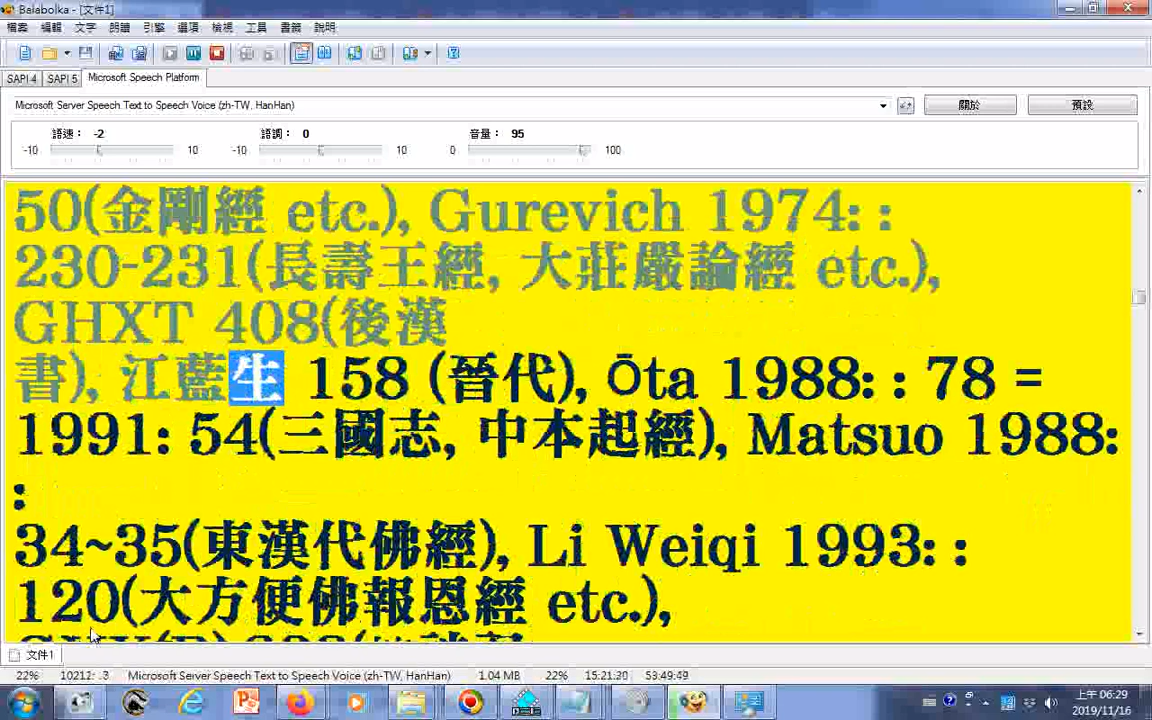 Balabolka - [文件1]
檔案 編輯 文字 朗讀 引擎 選項 檢視 工具 書籤 說明
SAPI 4 SAPI 5 Microsoft Speech Platform
Microsoft Server Speech Text to Speech Voice (zh-TW, HanHan) 關於 預設
語速: -2 語調: 0 音量: 95
-10 10 -10 10 0 100
50(金剛經 etc.), Gurevich 1974: :
230-231(長壽王經, 大莊嚴論經 etc.),
GHXT 408(後漢
書), 江藍生 158 (晉代), Ōta 1988: : 78 =
1991: 54(三國志, 中本起經), Matsuo 1988:
:
34~35(東漢代佛經), Li Weiqi 1993: :
120(大方便佛報恩經 etc.),
文件1
22% Microsoft Server Speech Text to Speech Voice (zh-TW, HanHan) 1.04 MB 22% 15:21:30 53:49:49
上午 06:29
2019/11/16